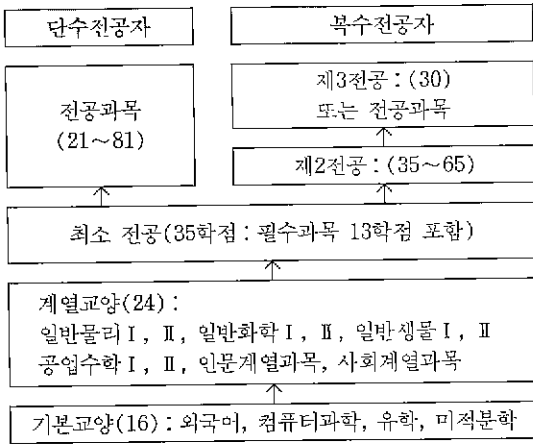 단수전공자
복수전공자
전공과목
(21~81)
제3전공 : (30)
또는 전공과목
제2전공 : (35~65)
최소 전공(35학점 : 필수과목 13학점 포함)
계열교양(24) :
일반물리Ⅰ, Ⅱ, 일반화학Ⅰ, Ⅱ, 일반생물Ⅰ, Ⅱ
공업수학Ⅰ, Ⅱ, 인문계열과목, 사회계열과목
기본교양(16) : 외국어, 컴퓨터과학, 유학, 미적분학